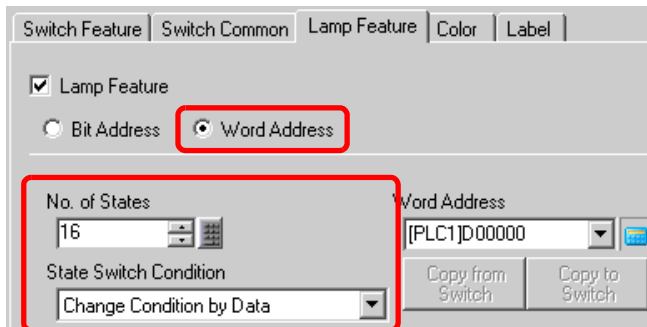 Switch Feature Switch Common Lamp Feature Color Label
Lamp Feature
Bit Address Word Address
No. of States Word Address
16 [PLC1]D00000
State Switch Condition Copy from Switch Copy to Switch
Change Condition by Data